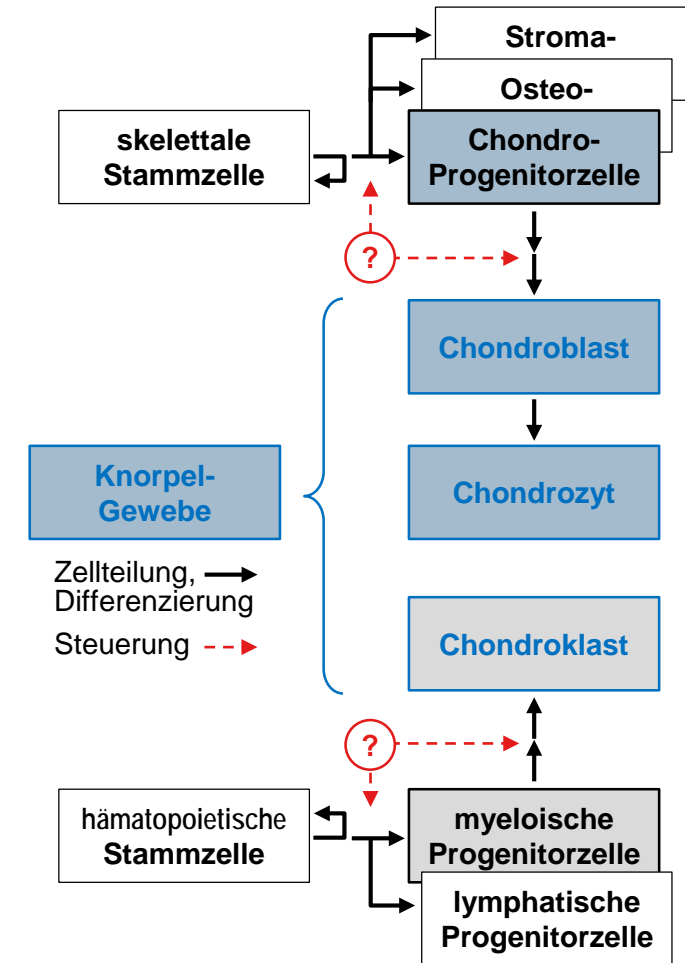 Stroma-
Osteo-
skelettale
Stammzelle
Chondro-
Progenitorzelle
?
Chondroblast
Knorpel-
Gewebe
Chondrozyt
Zellteilung,
Differenzierung
Steuerung
Chondroklast
?
hämatopoietische
Stammzelle
myeloische
Progenitorzelle
lymphatische
Progenitorzelle